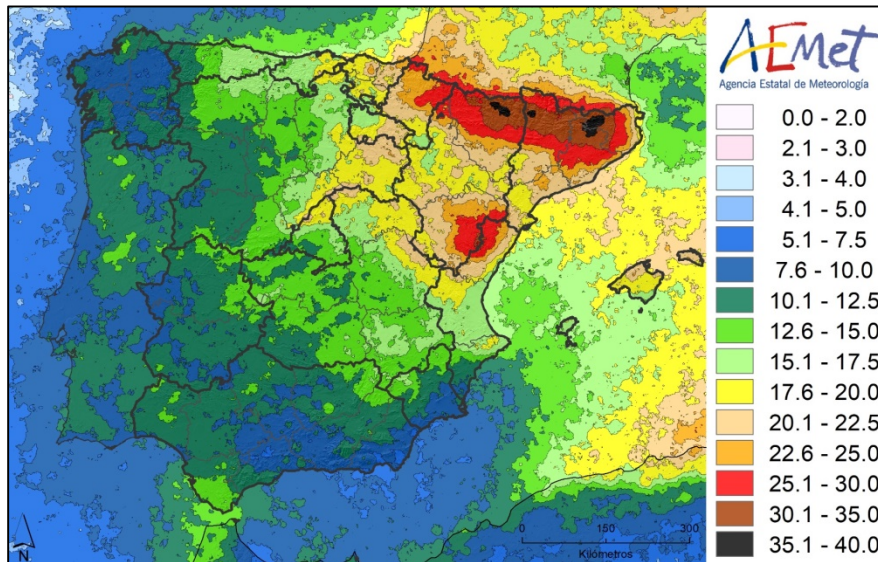 AEMet
Agencia Estatal de Meteorología
0.0 - 2.0
2.1 - 3.0
3.1 - 4.0
4.1 - 5.0
5.1 - 7.5
7.6 - 10.0
10.1 - 12.5
12.6 - 15.0
15.1 - 17.5
17.6 - 20.0
20.1 - 22.5
22.6 - 25.0
25.1 - 30.0
30.1 - 35.0
35.1 - 40.0
0 150 300
Kilómetros
N